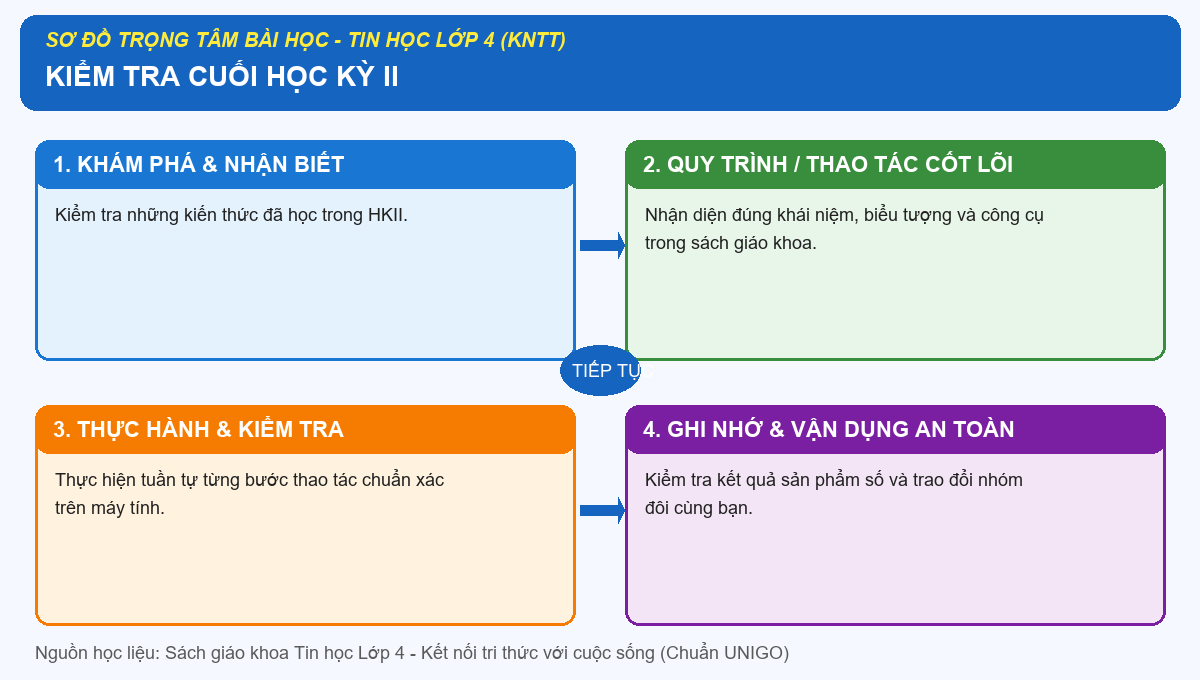 SƠ ĐỒ TRỌNG TÂM BÀI HỌC - TIN HỌC LỚP 4 (KNTT)
KIỂM TRA CUỐI HỌC KỲ II
1. KHÁM PHÁ & NHẬN BIẾT
Kiểm tra những kiến thức đã học trong HKII.
2. QUY TRÌNH / THAO TÁC CỐT LÕI
Nhận diện đúng khái niệm, biểu tượng và công cụ
trong sách giáo khoa.
TIẾP TỤC
3. THỰC HÀNH & KIỂM TRA
Thực hiện tuần tự từng bước thao tác chuẩn xác
trên máy tính.
4. GHI NHỚ & VẬN DỤNG AN TOÀN
Kiểm tra kết quả sản phẩm số và trao đổi nhóm
đôi cùng bạn.
Nguồn học liệu: Sách giáo khoa Tin học Lớp 4 - Kết nối tri thức với cuộc sống (Chuẩn UNIGO)